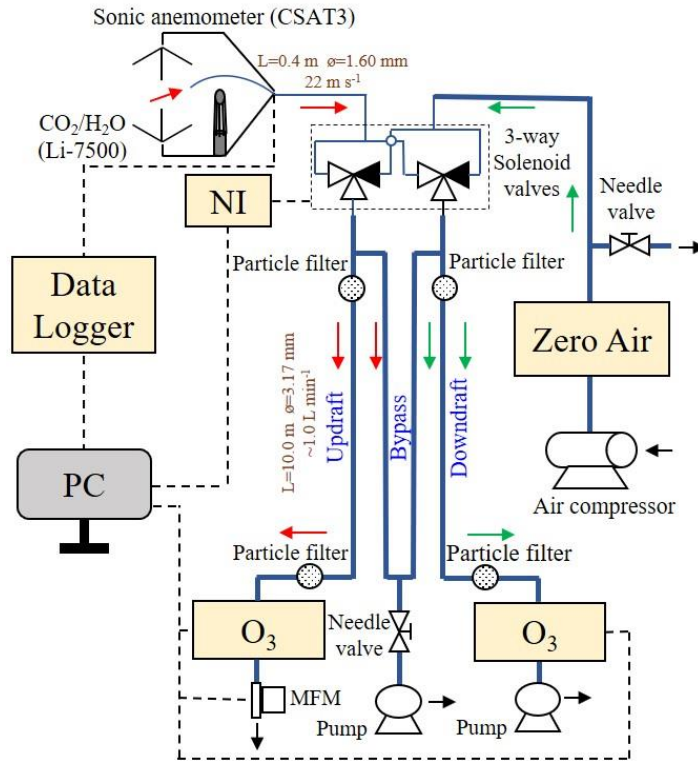 Sonic anemometer (CSAT3)
L=0.4 m ø=1.60 mm
22 m s⁻¹
CO₂/H₂O
(Li-7500)
3-way
Solenoid
valves
Needle
valve
NI
Particle filter
Particle filter
Data
Logger
Zero Air
L=10.0 m ø=3.17 mm
~1.0 L min⁻¹
Updraft
Bypass
Downdraft
PC
Air compressor
Particle filter
Particle filter
O₃
Needle
valve
O₃
MFM
Pump
Pump